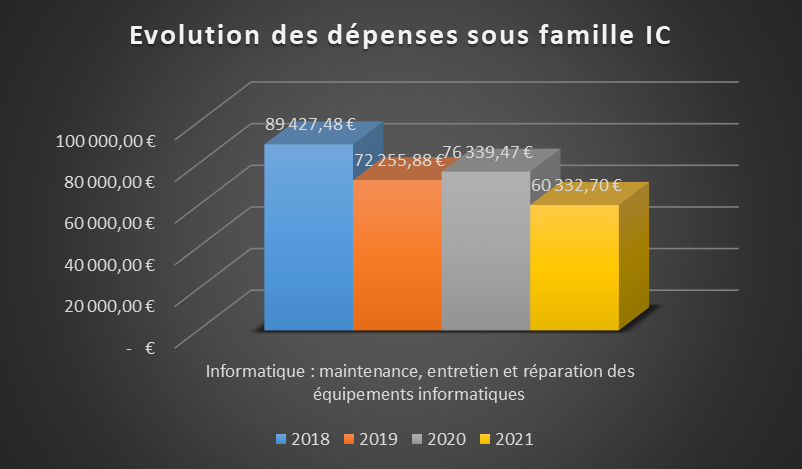 Evolution des dépenses sous famille IC
89 427,48 €
72 255,88 €
76 339,47 €
60 332,70 €
100 000,00 €
80 000,00 €
60 000,00 €
40 000,00 €
20 000,00 €
- €
Informatique : maintenance, entretien et réparation des
équipements informatiques
2018 2019 2020 2021